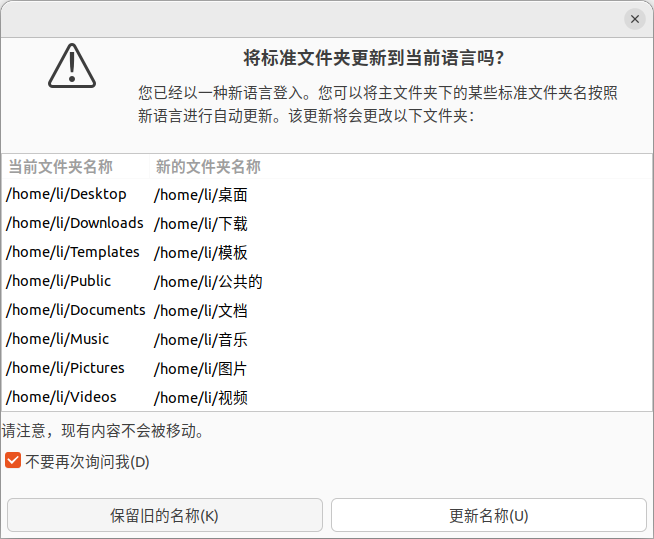 将标准文件夹更新到当前语言吗？
您已经以一种新语言登入。您可以将主文件夹下的某些标准文件夹名按照
新语言进行自动更新。该更新将会更改以下文件夹：
当前文件夹名称 新的文件夹名称
/home/li/Desktop /home/li/桌面
/home/li/Downloads /home/li/下载
/home/li/Templates /home/li/模板
/home/li/Public /home/li/公共的
/home/li/Documents /home/li/文档
/home/li/Music /home/li/音乐
/home/li/Pictures /home/li/图片
/home/li/Videos /home/li/视频
请注意，现有内容不会被移动。
不要再次询问我(D)
保留旧的名称(K) 更新名称(U)